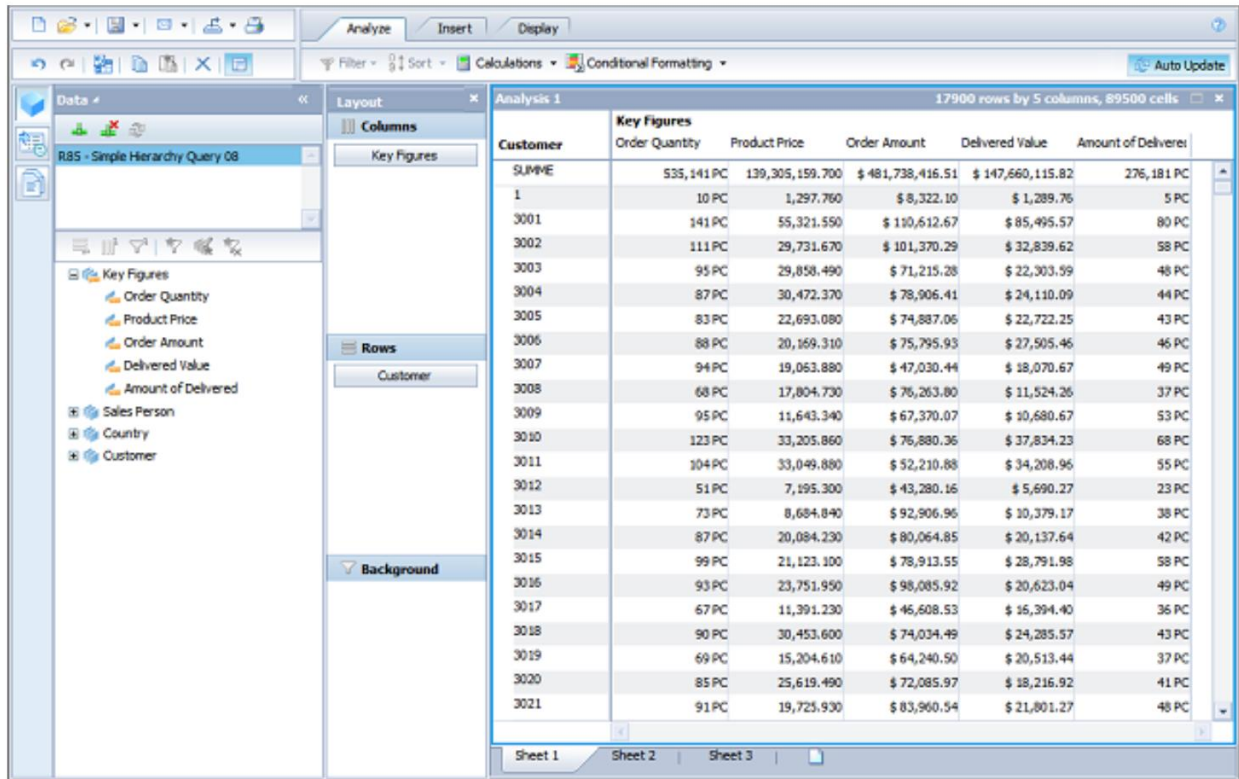 Analyze Insert Display
Filter Sort Calculations Conditional Formatting Auto Update
Data
R85 - Simple Hierarchy Query 08
Key Figures
Order Quantity
Product Price
Order Amount
Delivered Value
Amount of Delivered
Sales Person
Country
Customer
Layout
Columns
Key Figures
Rows
Customer
Background
Analysis 1 17900 rows by 5 columns, 89500 cells
Key Figures
Customer Order Quantity Product Price Order Amount Delivered Value Amount of Delivered
SUMME 535,141 PC 139,305,159.700 $ 481,738,416.51 $ 147,660,115.82 276,181 PC
1 10 PC 1,297.760 $ 8,322.10 $ 1,289.76 5 PC
3001 141 PC 55,321.550 $ 110,612.67 $ 85,495.57 80 PC
3002 111 PC 29,731.670 $ 101,370.29 $ 32,839.62 58 PC
3003 95 PC 29,858.490 $ 71,215.28 $ 22,303.59 48 PC
3004 87 PC 30,472.370 $ 78,906.41 $ 24,110.09 44 PC
3005 83 PC 22,693.080 $ 74,887.06 $ 22,722.25 43 PC
3006 88 PC 20,169.310 $ 75,795.93 $ 27,505.46 46 PC
3007 94 PC 19,063.880 $ 47,030.44 $ 18,070.67 49 PC
3008 68 PC 17,804.730 $ 76,263.80 $ 11,524.26 37 PC
3009 95 PC 11,643.340 $ 67,370.07 $ 10,680.67 53 PC
3010 123 PC 33,205.860 $ 76,880.36 $ 37,834.23 68 PC
3011 104 PC 33,049.880 $ 52,210.88 $ 34,208.96 55 PC
3012 51 PC 7,195.300 $ 43,280.16 $ 5,690.27 23 PC
3013 73 PC 8,684.840 $ 92,906.96 $ 10,379.17 38 PC
3014 87 PC 20,084.230 $ 80,064.85 $ 20,137.64 42 PC
3015 99 PC 21,123.100 $ 78,913.55 $ 28,791.98 58 PC
3016 93 PC 23,751.950 $ 98,085.92 $ 20,623.04 49 PC
3017 67 PC 11,391.230 $ 46,608.53 $ 16,394.40 36 PC
3018 90 PC 30,453.600 $ 74,034.49 $ 24,285.57 43 PC
3019 69 PC 15,204.610 $ 64,240.50 $ 20,513.44 37 PC
3020 85 PC 25,619.490 $ 72,085.97 $ 18,216.92 41 PC
3021 91 PC 19,725.930 $ 83,960.54 $ 21,801.27 48 PC
Sheet 1 Sheet 2 Sheet 3